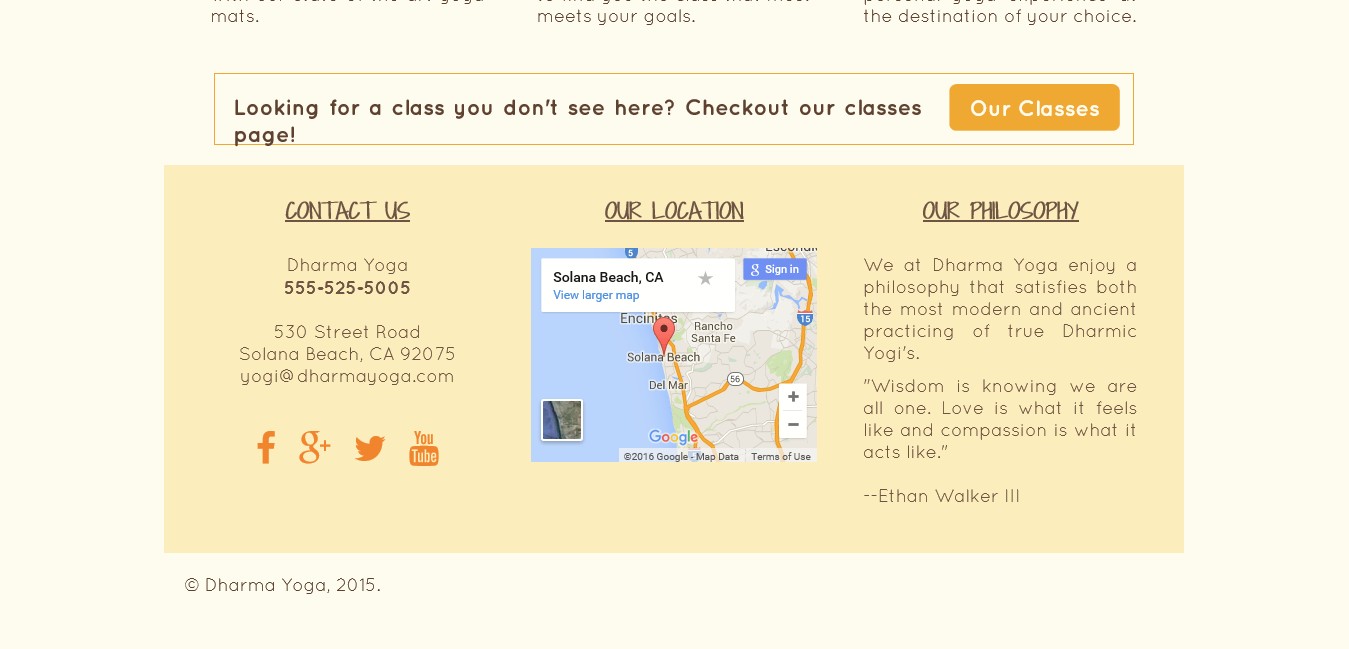 mats.
meets your goals.
the destination of your choice.
Looking for a class you don't see here? Checkout our classes
page!
Our Classes
CONTACT US
Dharma Yoga
555-525-5005
530 Street Road
Solana Beach, CA 92075
yogi@dharmayoga.com
You
Tube
OUR LOCATION
5
Solana Beach, CA
View larger map
Sign in
15
Encinitas
Rancho
Santa Fe
Solana Beach
56
Del Mar
Google
©2016 Google - Map Data
Terms of Use
OUR PHILOSOPHY
We at Dharma Yoga enjoy a
philosophy that satisfies both
the most modern and ancient
practicing of true Dharmic
Yogi's.
"Wisdom is knowing we are
all one. Love is what it feels
like and compassion is what it
acts like."
--Ethan Walker III
© Dharma Yoga, 2015.